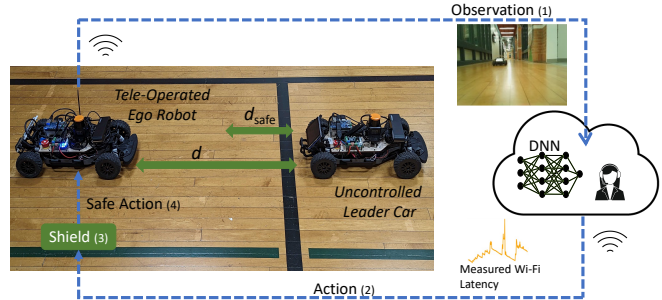 Observation (1)
Tele-Operated
Ego Robot
d_safe
d
DNN
Uncontrolled
Leader Car
Safe Action (4)
Shield (3)
Measured Wi-Fi
Latency
Action (2)